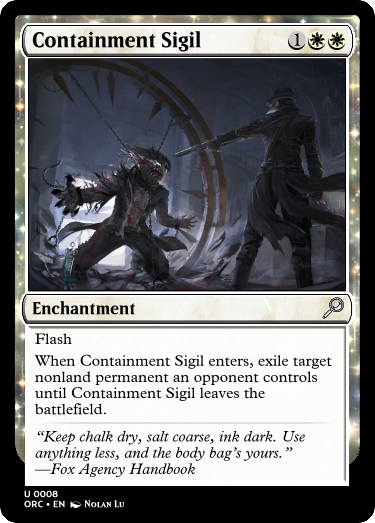 Containment Sigil 1
Enchantment
Flash
When Containment Sigil enters, exile target
nonland permanent an opponent controls
until Containment Sigil leaves the
battlefield.
“Keep chalk dry, salt coarse, ink dark. Use
anything less, and the body bag’s yours.”
—Fox Agency Handbook
U 0008
ORC • EN Nolan Lu